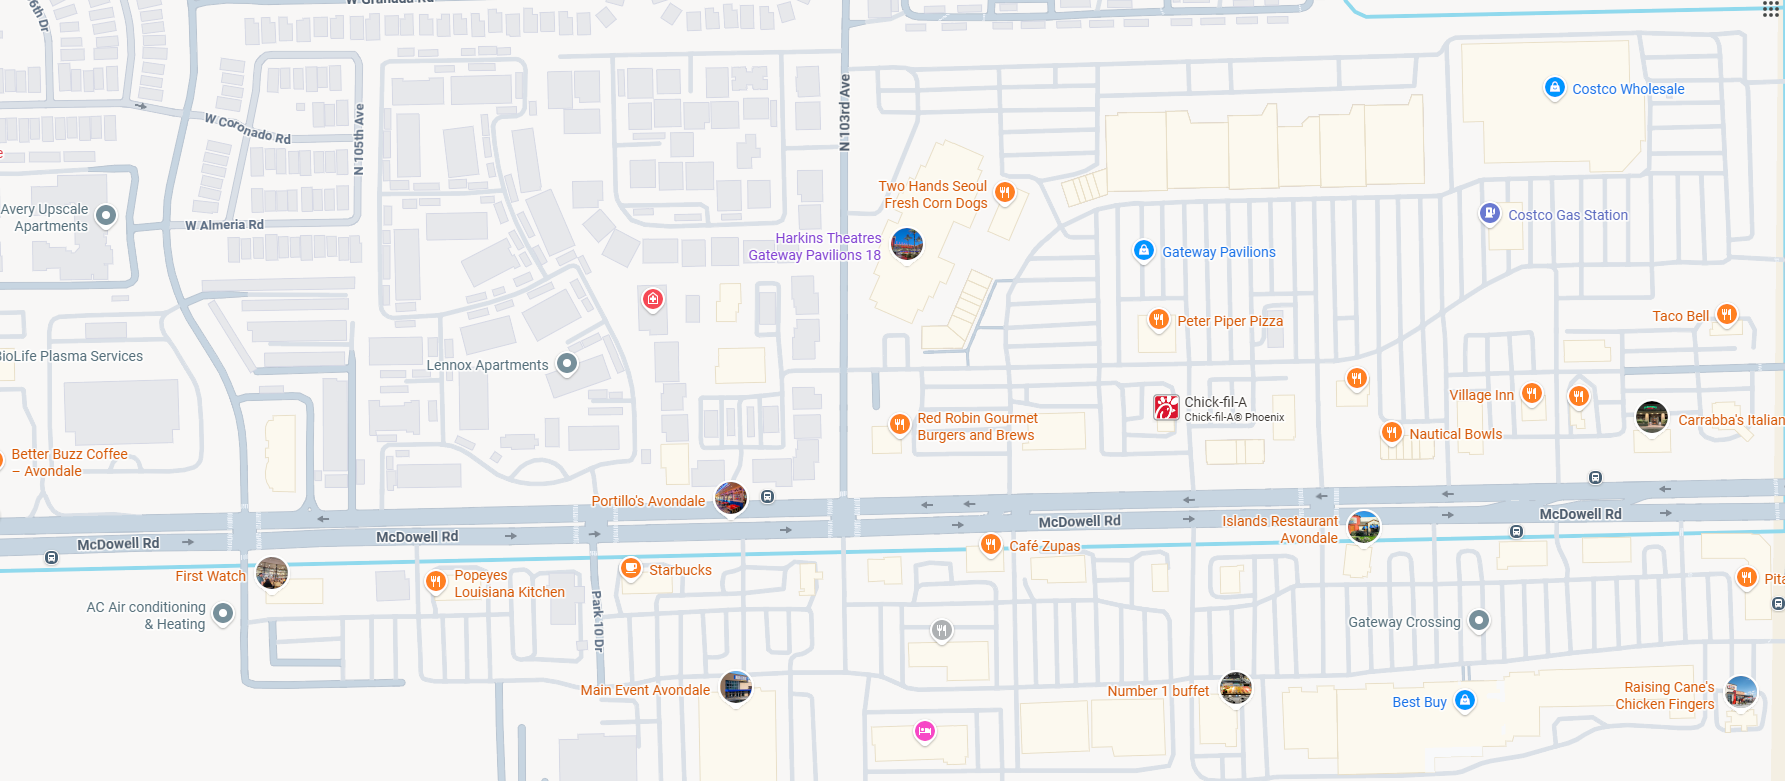 W Granada Rd
6th Dr
N 103rd Ave
Costco Wholesale
W Coronado Rd
N 105th Ave
Two Hands Seoul
Fresh Corn Dogs
Avery Upscale
Apartments
W Almeria Rd
Costco Gas Station
Harkins Theatres
Gateway Pavilions 18
Gateway Pavilions
Taco Bell
Peter Piper Pizza
BioLife Plasma Services
Lennox Apartments
Village Inn
Chick-fil-A
Chick-fil-A® Phoenix
Red Robin Gourmet
Burgers and Brews
Carrabba's Italian
Nautical Bowls
Better Buzz Coffee
– Avondale
Portillo's Avondale
McDowell Rd
McDowell Rd
McDowell Rd
McDowell Rd
Islands Restaurant
Avondale
Café Zupas
First Watch
Popeyes
Louisiana Kitchen
Starbucks
Pita
AC Air conditioning
& Heating
Park 10 Dr
Gateway Crossing
Main Event Avondale
Number 1 buffet
Best Buy
Raising Cane's
Chicken Fingers